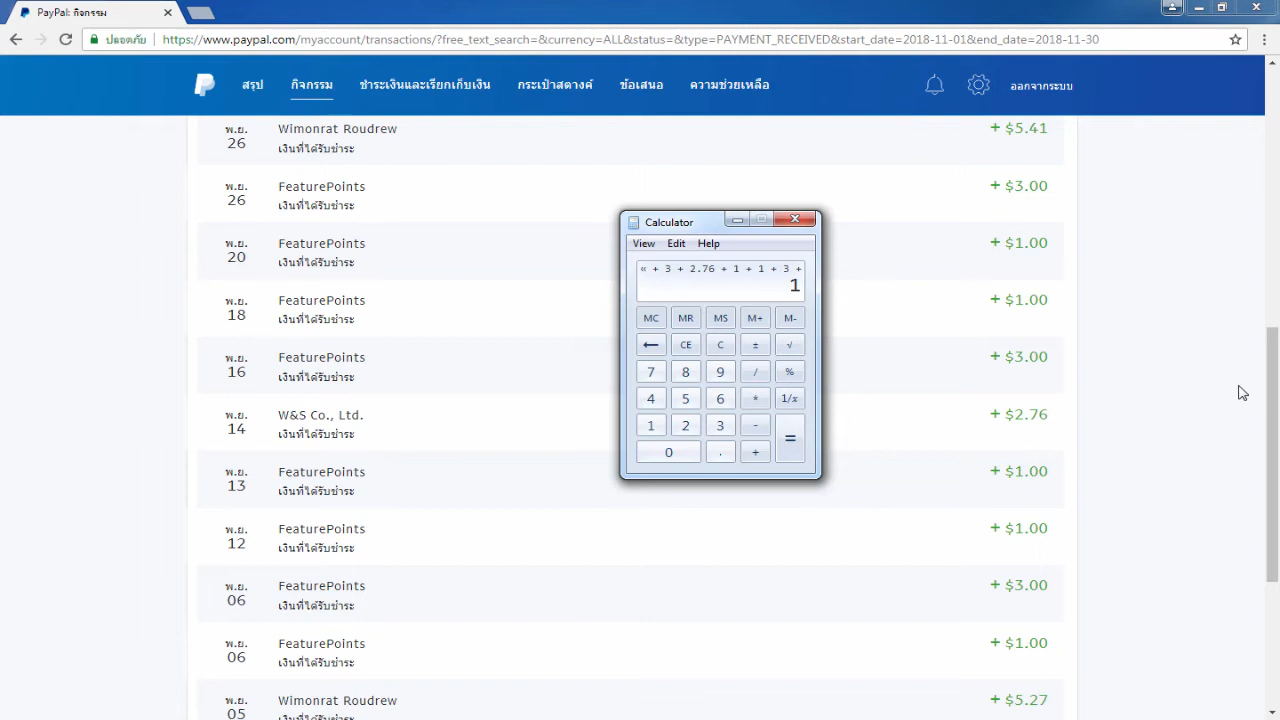 PayPal: กิจกรรม
ปลอดภัย https://www.paypal.com/myaccount/transactions/?free_text_search=&currency=ALL&status=&type=PAYMENT_RECEIVED&start_date=2018-11-01&end_date=2018-11-30
สรุป กิจกรรม ชำระเงินและเรียกเก็บเงิน กระเป๋าสตางค์ ข้อเสนอ ความช่วยเหลือ ออกจากระบบ
พ.ย. 26 Wimonrat Roudrew + $5.41
เงินที่ได้รับชำระ
พ.ย. 26 FeaturePoints + $3.00
เงินที่ได้รับชำระ
พ.ย. 20 FeaturePoints + $1.00
เงินที่ได้รับชำระ
พ.ย. 18 FeaturePoints + $1.00
เงินที่ได้รับชำระ
พ.ย. 16 FeaturePoints + $3.00
เงินที่ได้รับชำระ
พ.ย. 14 W&S Co., Ltd. + $2.76
เงินที่ได้รับชำระ
พ.ย. 13 FeaturePoints + $1.00
เงินที่ได้รับชำระ
พ.ย. 12 FeaturePoints + $1.00
เงินที่ได้รับชำระ
พ.ย. 06 FeaturePoints + $3.00
เงินที่ได้รับชำระ
พ.ย. 06 FeaturePoints + $1.00
เงินที่ได้รับชำระ
พ.ย. 05 Wimonrat Roudrew + $5.27
เงินที่ได้รับชำระ
Calculator
View Edit Help
« + 3 + 2.76 + 1 + 1 + 3 +
1
MC MR MS M+ M-
← CE C ± √
7 8 9 / %
4 5 6 * 1/x
1 2 3 - =
0 . +